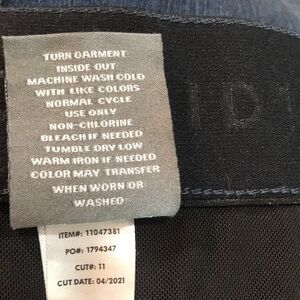 TURN GARMENT
INSIDE OUT
MACHINE WASH COLD
WITH LIKE COLORS
NORMAL CYCLE
USE ONLY
NON-CHLORINE
BLEACH IF NEEDED
TUMBLE DRY LOW
WARM IRON IF NEEDED
COLOR MAY TRANSFER
WHEN WORN OR
WASHED
ITEM#: 11047381
PO#: 1794347
CUT#: 11
CUT DATE: 04/2021